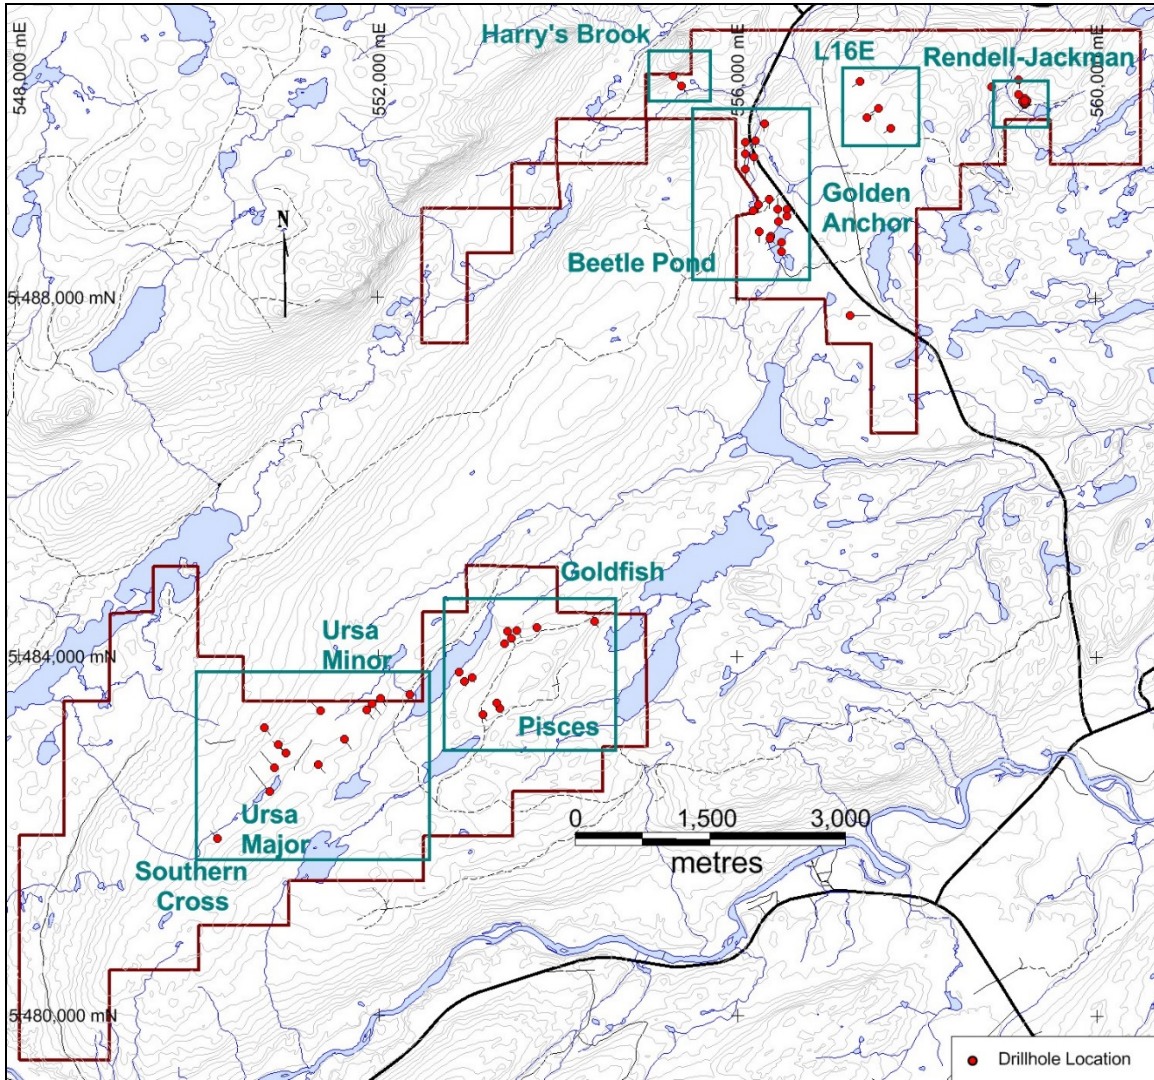 548,000 mE
552,000 mE
556,000 mE
560,000 mE
Harry's Brook
L16E
Rendell-Jackman
Golden
Anchor
N
Beetle Pond
5,488,000 mN
Goldfish
Ursa
Minor
5,484,000 mN
Pisces
Ursa
Major
0 1,500 3,000
metres
Southern
Cross
5,480,000 mN
Drillhole Location